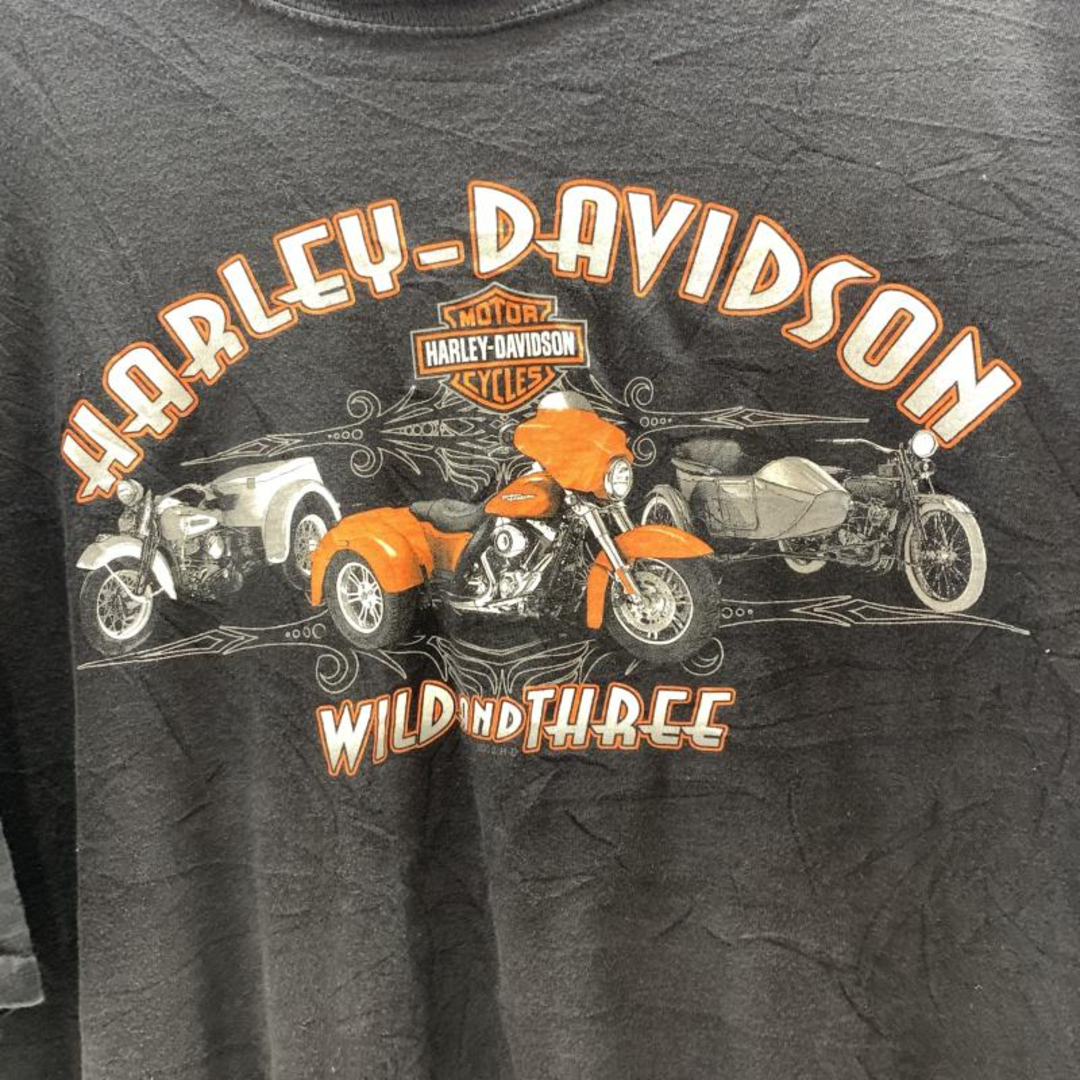 HARLEY-DAVIDSON
MOTOR
HARLEY-DAVIDSON
CYCLES
WILD AND THREE
H-D